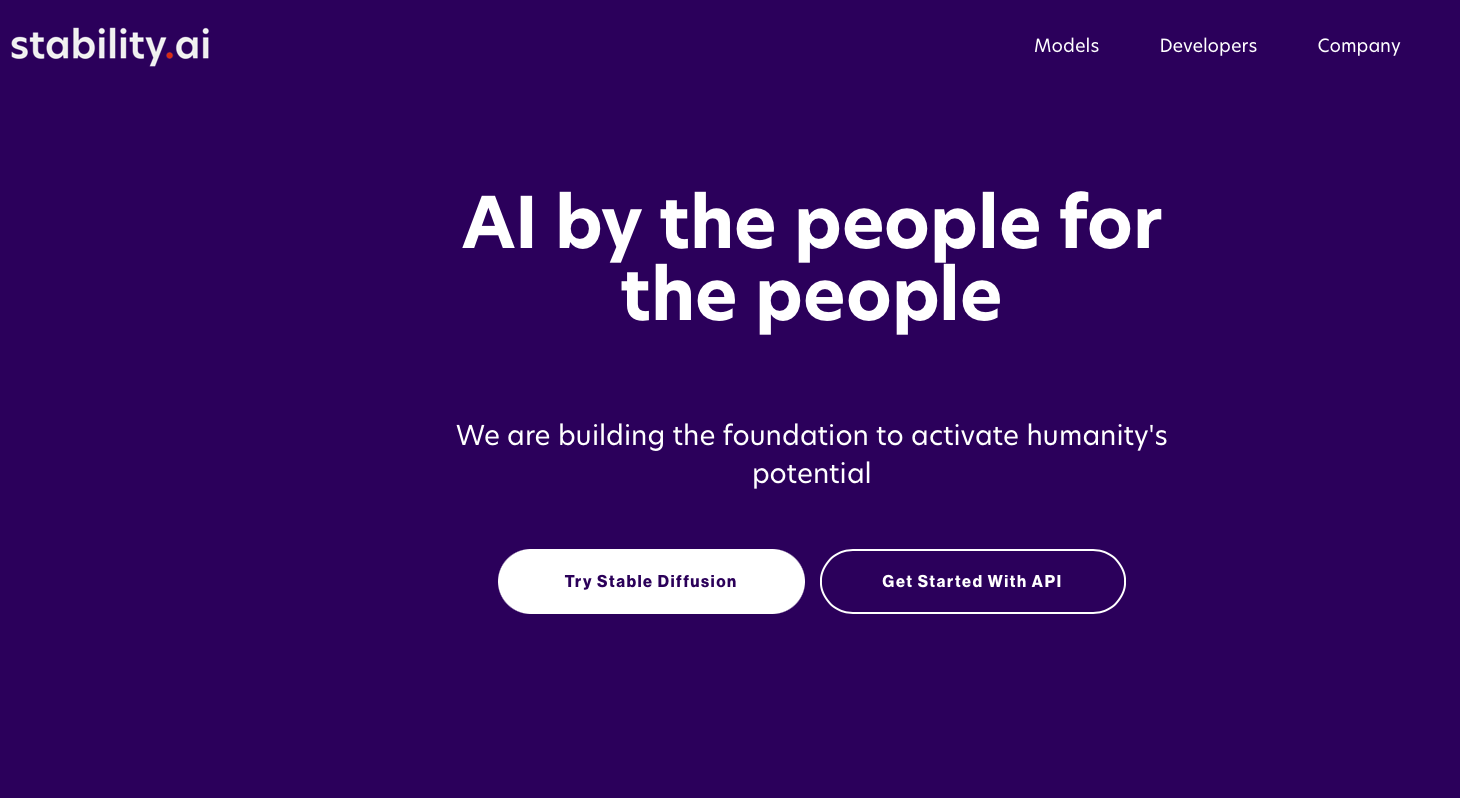 stability.ai
Models Developers Company
AI by the people for
the people
We are building the foundation to activate humanity's
potential
Try Stable Diffusion Get Started With API